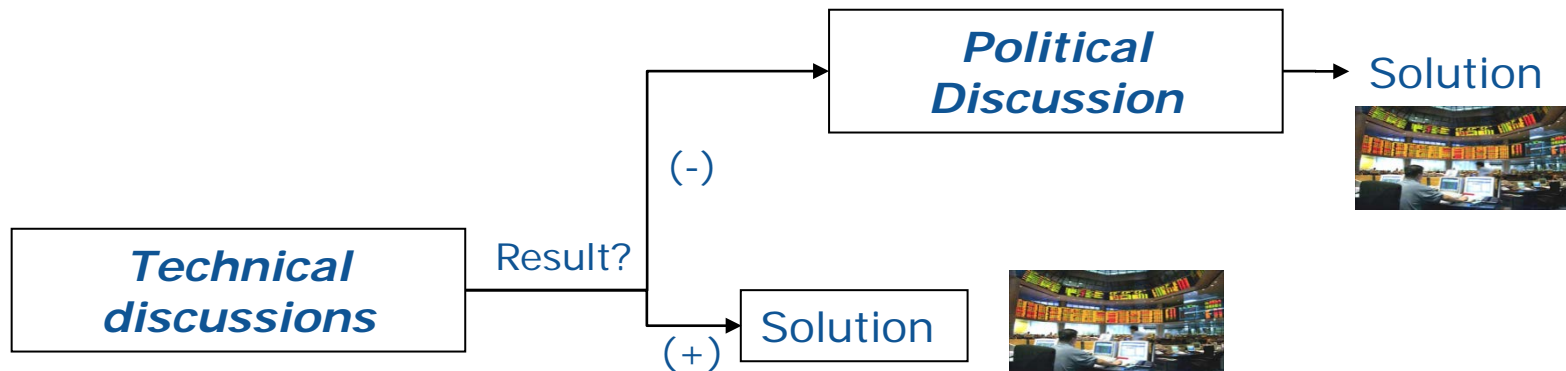 Political
Discussion
Solution
(-)
Technical
discussions
Result?
Solution
(+)